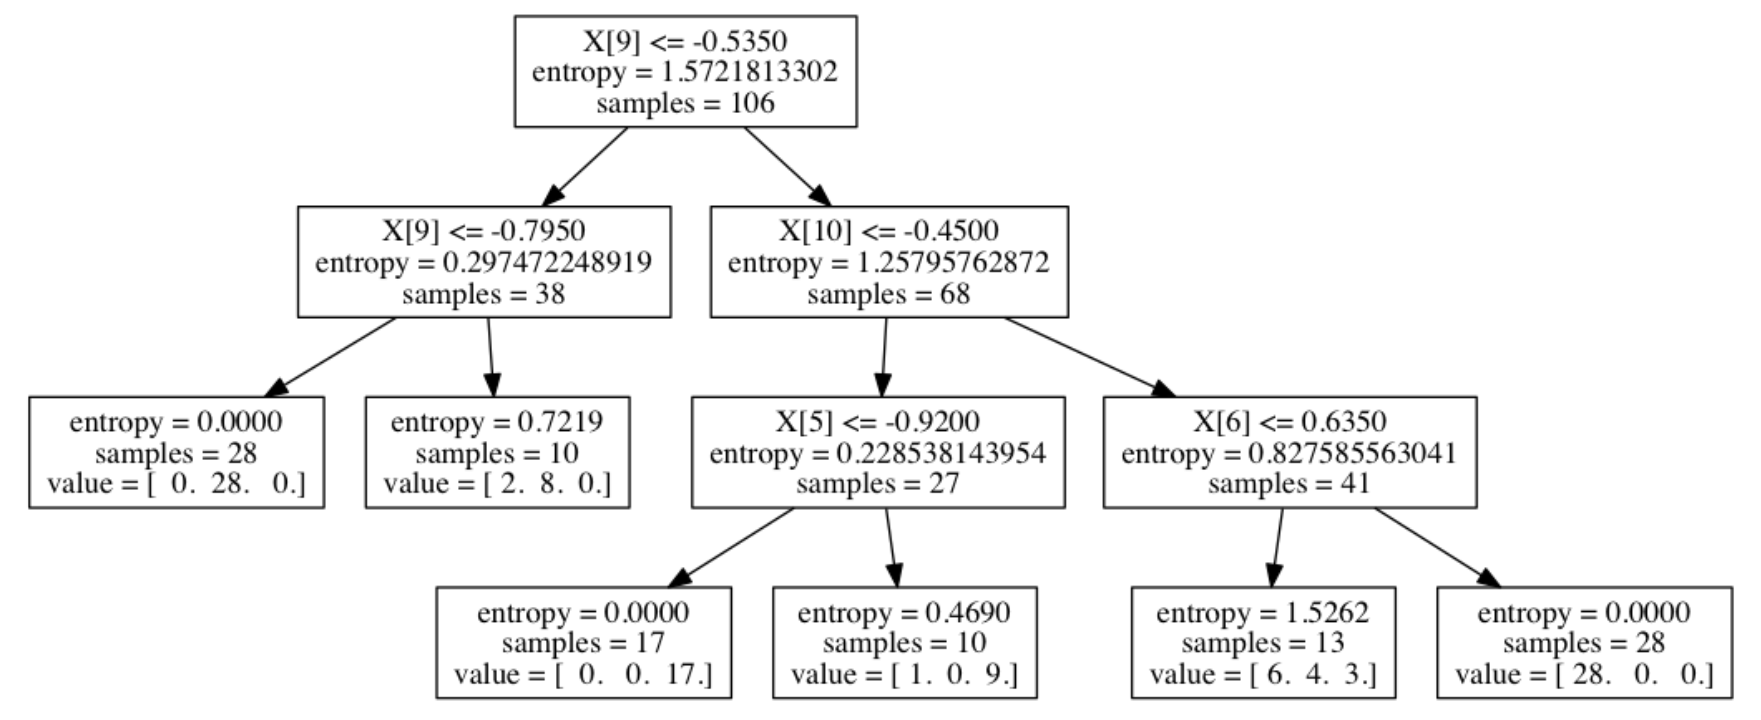 X[9] <= -0.5350
entropy = 1.5721813302
samples = 106
X[9] <= -0.7950
entropy = 0.297472248919
samples = 38
X[10] <= -0.4500
entropy = 1.25795762872
samples = 68
entropy = 0.0000
samples = 28
value = [ 0. 28. 0.]
entropy = 0.7219
samples = 10
value = [ 2. 8. 0.]
X[5] <= -0.9200
entropy = 0.228538143954
samples = 27
X[6] <= 0.6350
entropy = 0.827585563041
samples = 41
entropy = 0.0000
samples = 17
value = [ 0. 0. 17.]
entropy = 0.4690
samples = 10
value = [ 1. 0. 9.]
entropy = 1.5262
samples = 13
value = [ 6. 4. 3.]
entropy = 0.0000
samples = 28
value = [ 28. 0. 0.]